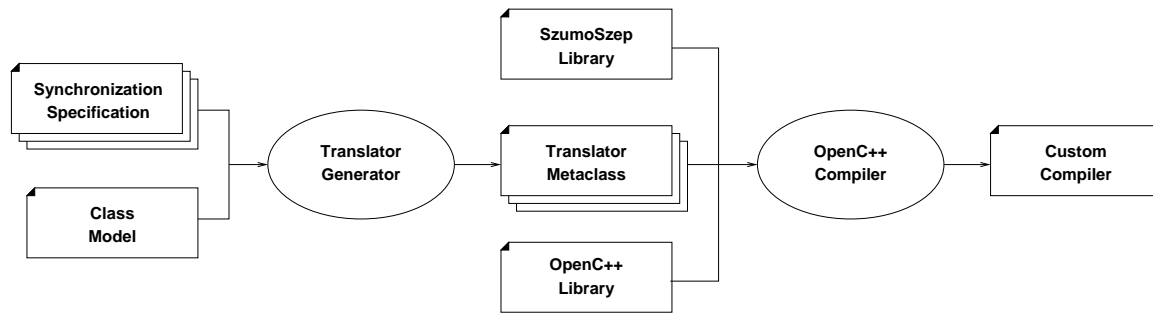 Synchronization
Specification
Class
Model
Translator
Generator
SzumoSzep
Library
Translator
Metaclass
OpenC++
Library
OpenC++
Compiler
Custom
Compiler